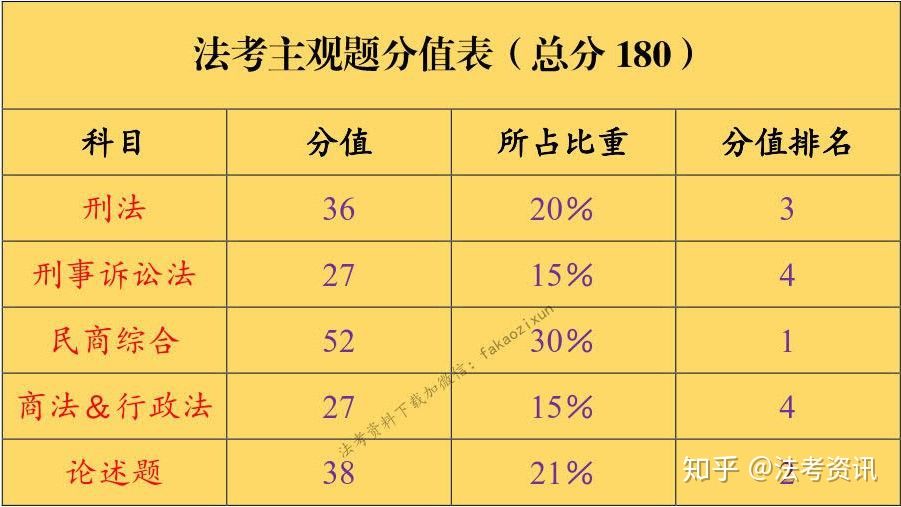 法考主观题分值表（总分 180）
科目 分值 所占比重 分值排名
刑法 36 20% 3
刑事诉讼法 27 15% 4
民商综合 52 30% 1
商法＆行政法 27 15% 4
论述题 38 21% 2
法考资料下载加微信：fakaozixun
知乎 @法考资讯